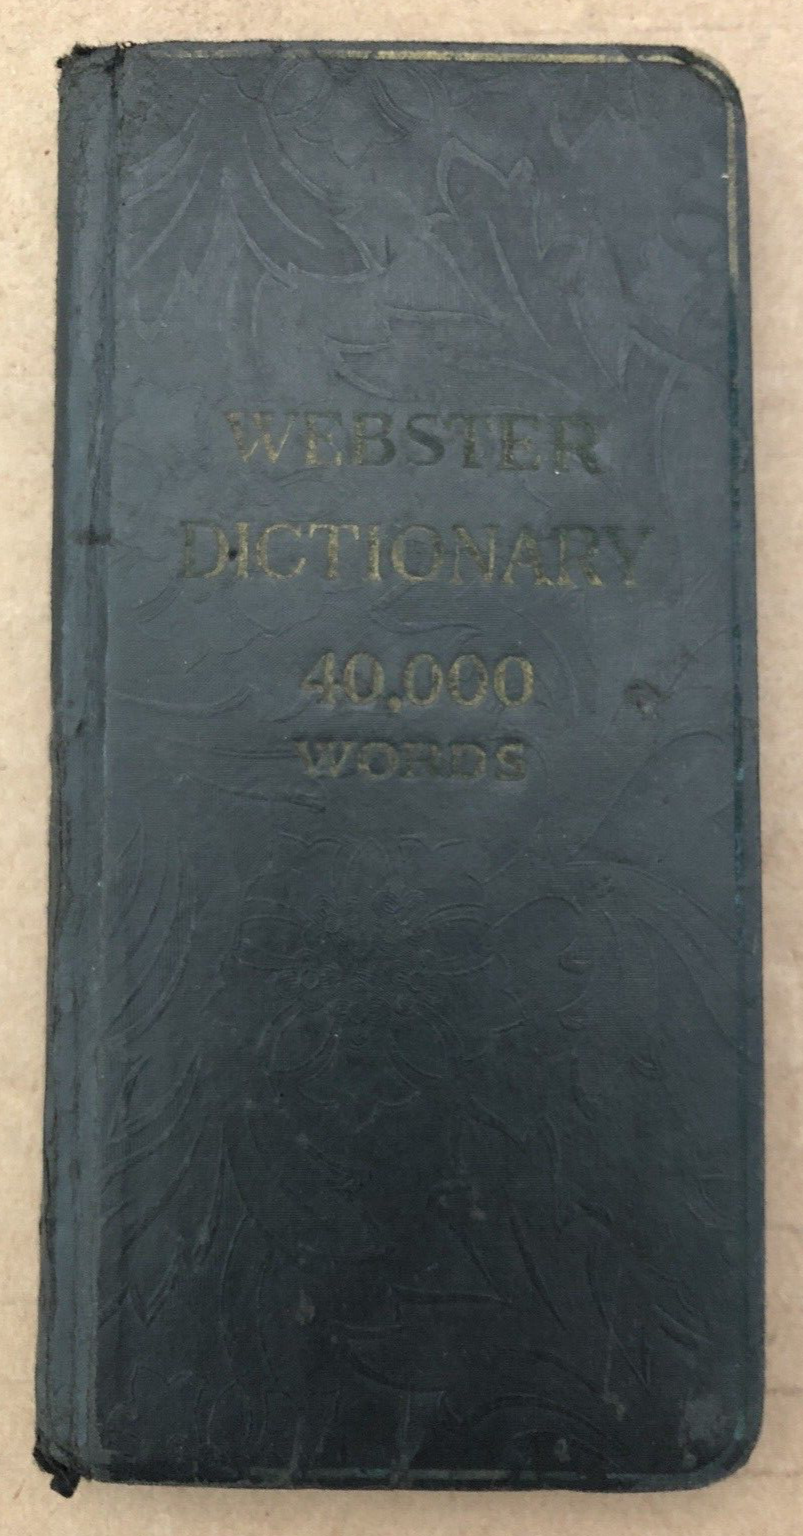 WEBSTER
DICTIONARY
40,000
WORDS